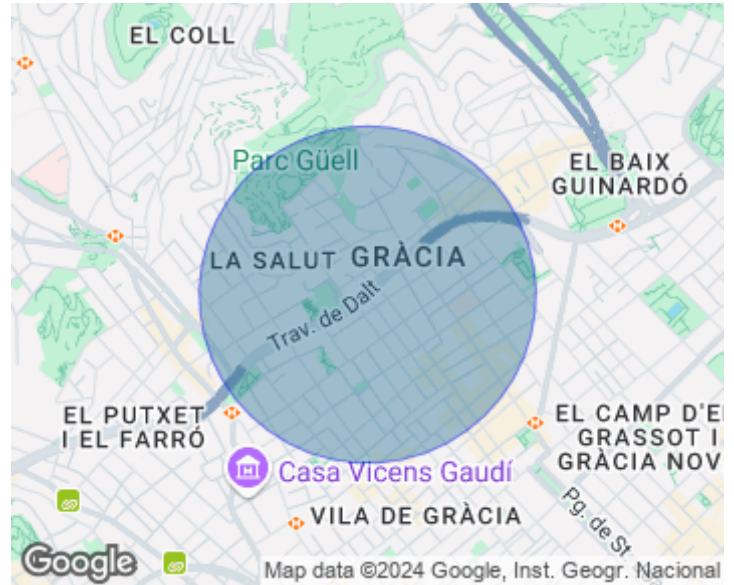 EL COLL
Parc Güell
EL BAIX
GUINARDÓ
LA SALUT
GRÀCIA
Trav. de Dalt
EL PUTXET
I EL FARRÓ
EL CAMP D'E
GRASSOT I
GRÀCIA NOV
Casa Vicens Gaudí
VILA DE GRÀCIA
Pg. de St
Google
Map data ©2024 Google, Inst. Geogr. Nacional